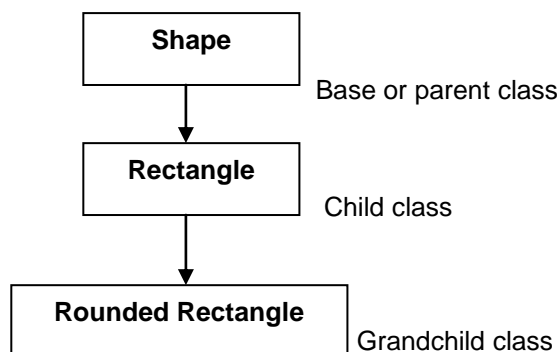 Shape
Base or parent class
Rectangle
Child class
Rounded Rectangle
Grandchild class